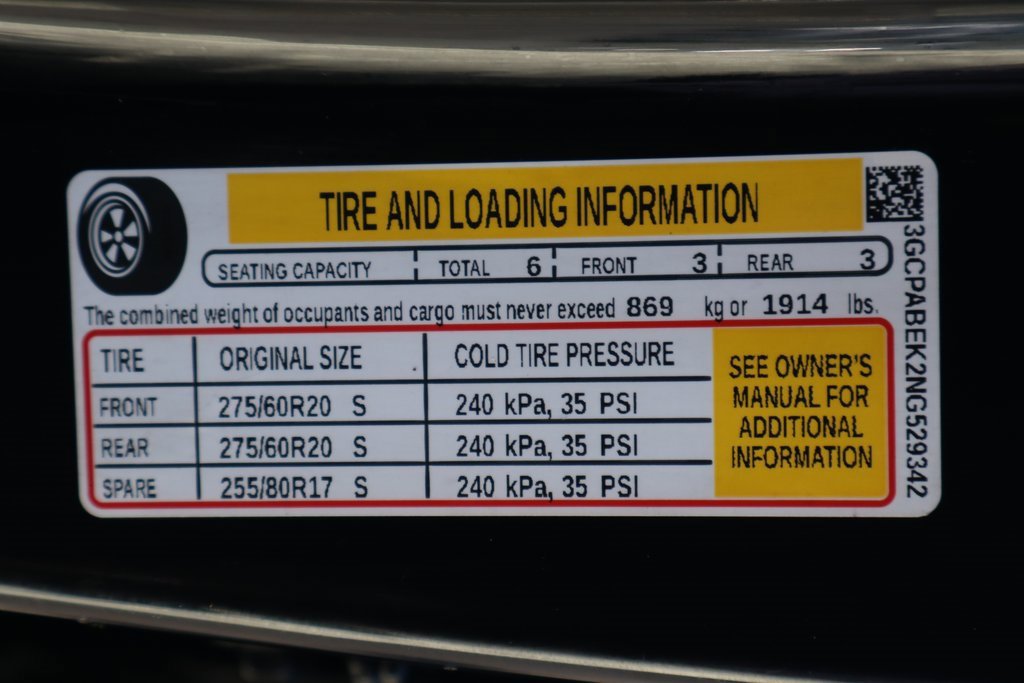 TIRE AND LOADING INFORMATION
SEATING CAPACITY TOTAL 6 FRONT 3 REAR 3
The combined weight of occupants and cargo must never exceed 869 kg or 1914 lbs.
TIRE ORIGINAL SIZE COLD TIRE PRESSURE
FRONT 275/60R20 S 240 kPa, 35 PSI
REAR 275/60R20 S 240 kPa, 35 PSI
SPARE 255/80R17 S 240 kPa, 35 PSI
SEE OWNER'S
MANUAL FOR
ADDITIONAL
INFORMATION
3GCPABEK2NG529342